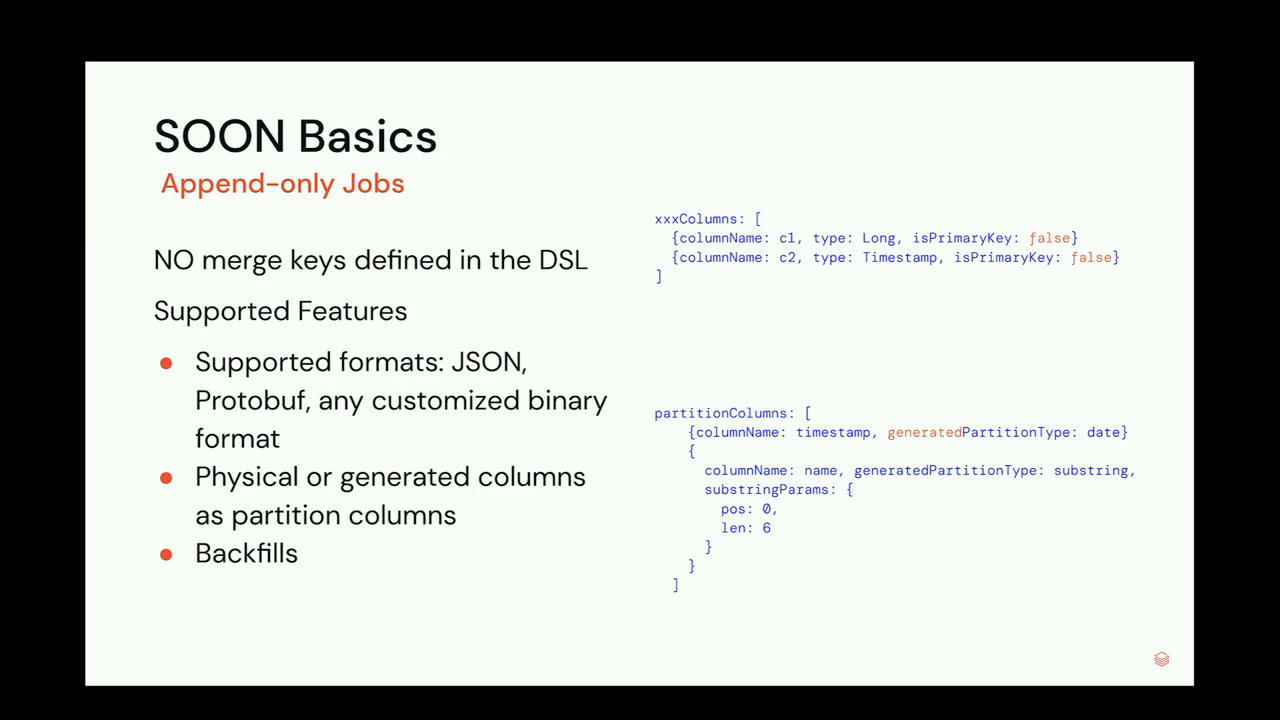 SOON Basics
Append-only Jobs
NO merge keys defined in the DSL
Supported Features
Supported formats: JSON,
Protobuf, any customized binary
format
Physical or generated columns
as partition columns
Backfills
xxxColumns: [
{columnName: c1, type: Long, isPrimaryKey: false}
{columnName: c2, type: Timestamp, isPrimaryKey: false}
]
partitionColumns: [
{columnName: timestamp, generatedPartitionType: date}
{
columnName: name, generatedPartitionType: substring,
substringParams: {
pos: 0,
len: 6
}
}
]